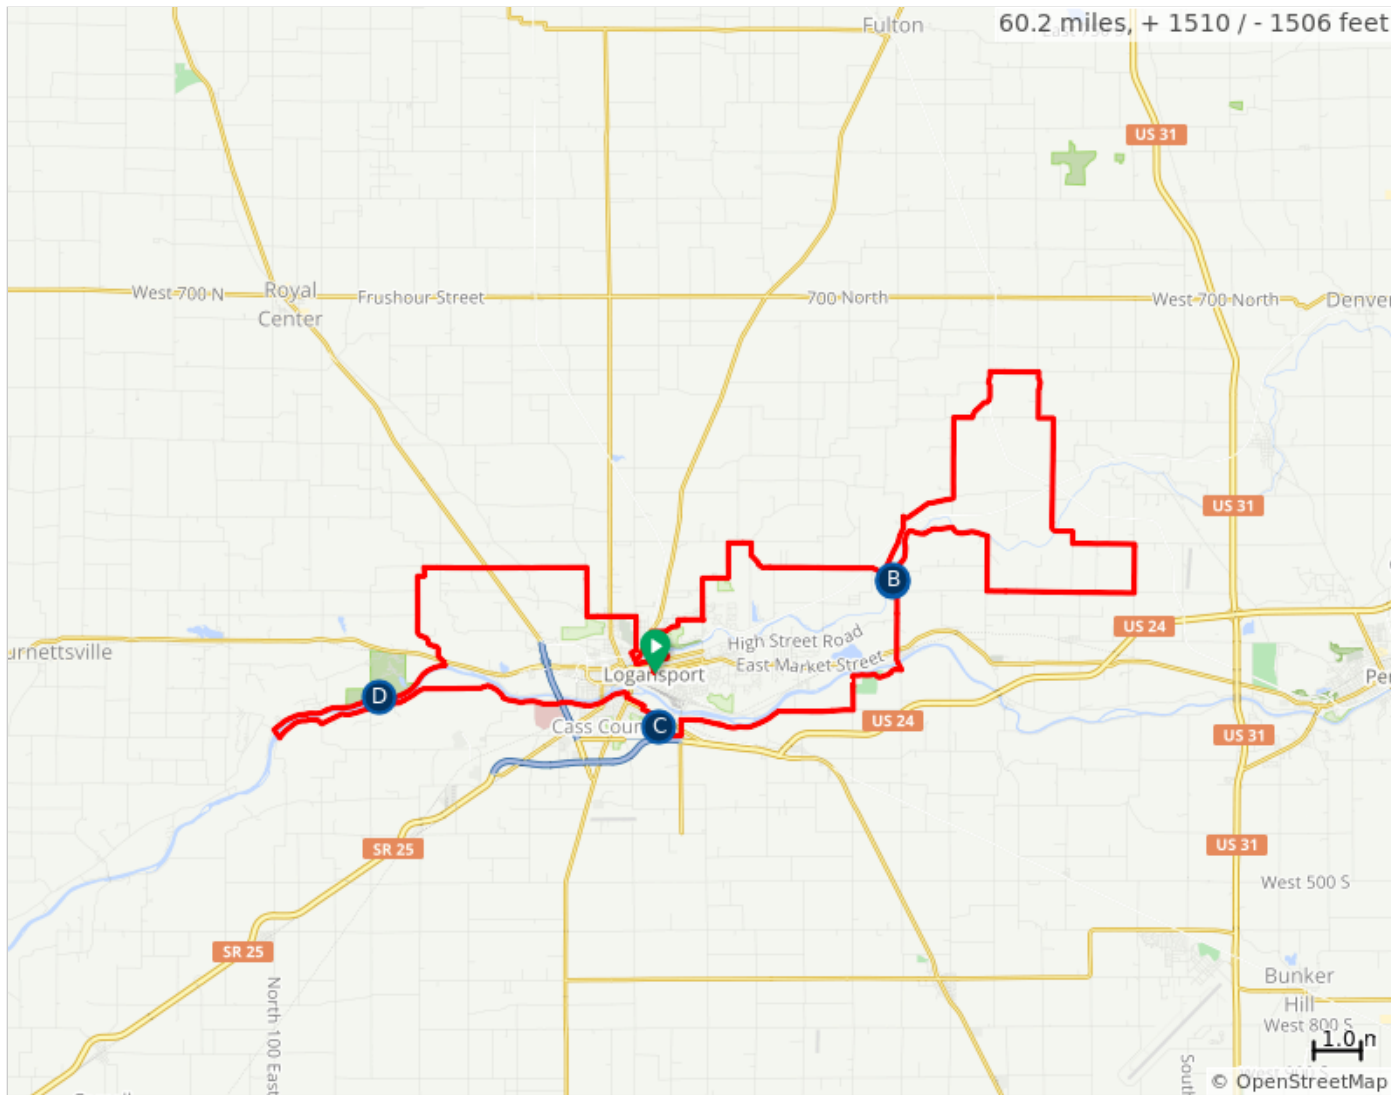 Fulton
60.2 miles, + 1510 / - 1506 feet
US 31
West 700 N
Royal
Center
Frushour Street
700 North
West 700 North
Denver
US 31
B
High Street Road
East Market Street
US 24
urnettsville
Logansport
D
Cass Coun
C
US 24
US 31
SR 25
US 31
West 500 S
SR 25
North 100 East
Bunker
Hill
West 800 S
1.0 n
South
© OpenStreetMap